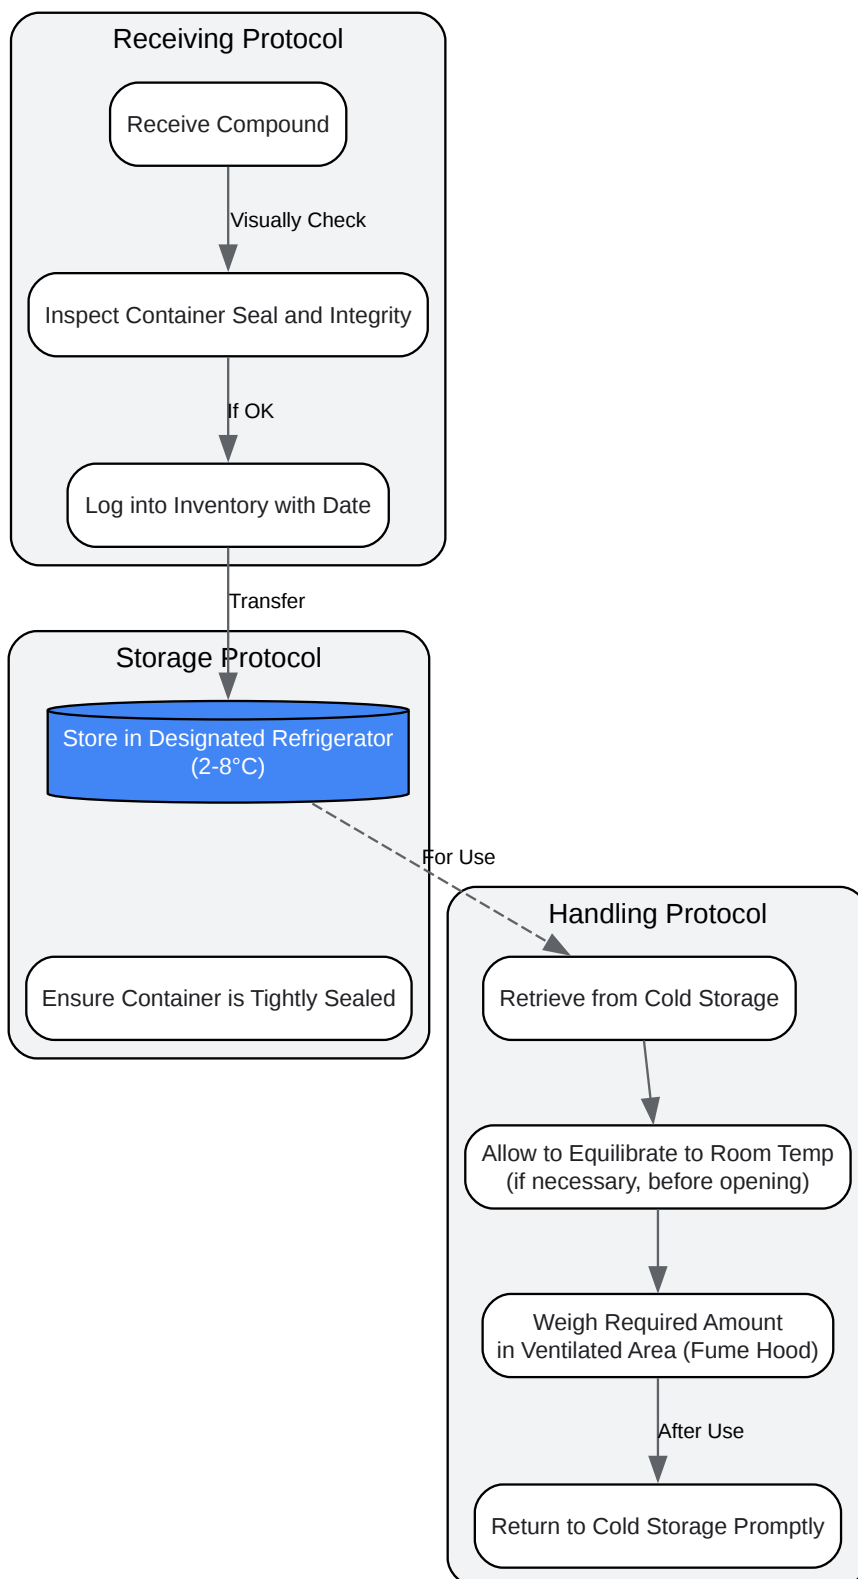 Receiving Protocol
Receive Compound
Visually Check
Inspect Container Seal and Integrity
If OK
Log into Inventory with Date
Transfer
Storage Protocol
Store in Designated Refrigerator
(2-8°C)
For Use
Ensure Container is Tightly Sealed
Handling Protocol
Retrieve from Cold Storage
Allow to Equilibrate to Room Temp
(if necessary, before opening)
Weigh Required Amount
in Ventilated Area (Fume Hood)
After Use
Return to Cold Storage Promptly